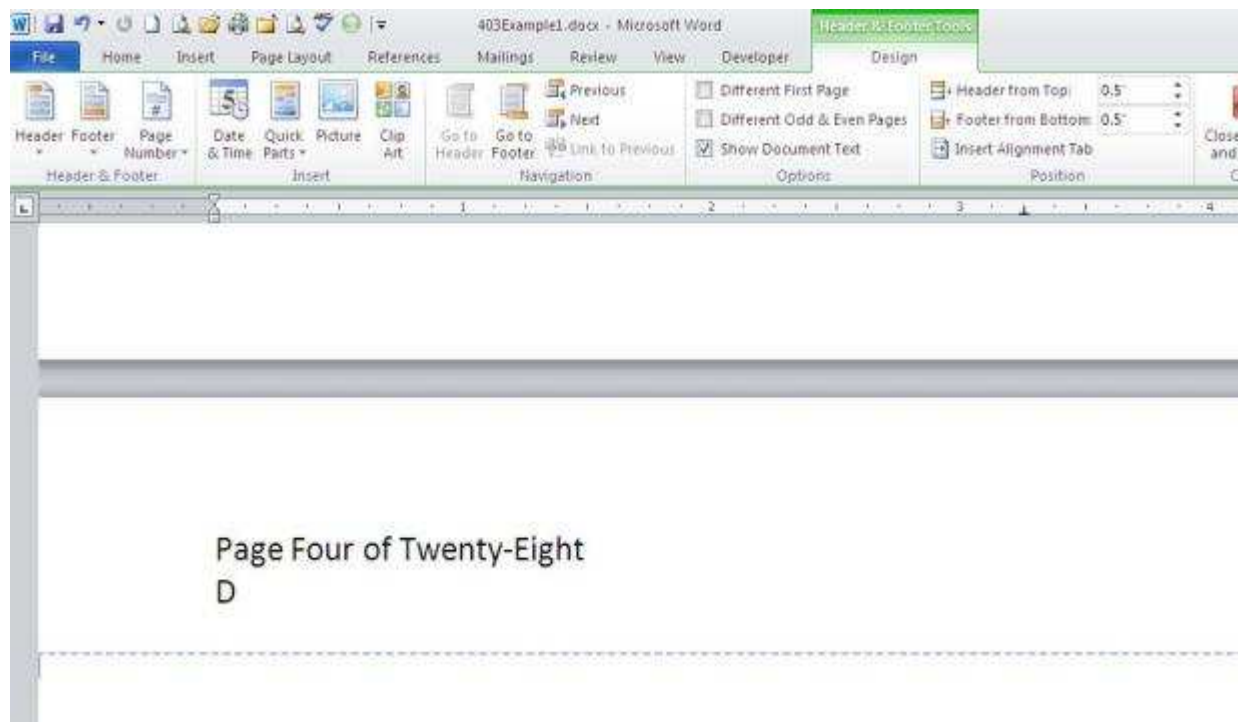 W 403Example1.docx - Microsoft Word Header & Footer Tools
File Home Insert Page Layout References Mailings Review View Developer Design
Header Footer Page Number
Header & Footer
Date & Time Quick Parts Picture Clip Art
Insert
Go to Header Go to Footer Previous
Next
Link to Previous
Navigation
Different First Page
Different Odd & Even Pages
Show Document Text
Options
Header from Top: 0.5"
Footer from Bottom: 0.5"
Insert Alignment Tab
Position
Close
and
1 2 3 4
Page Four of Twenty-Eight
D